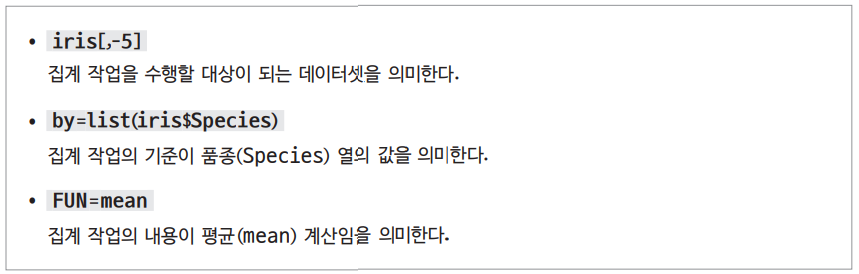 • iris[,-5]
집계 작업을 수행할 대상이 되는 데이터셋을 의미한다.
• by=list(iris$Species)
집계 작업의 기준이 품종(Species) 열의 값을 의미한다.
• FUN=mean
집계 작업의 내용이 평균(mean) 계산임을 의미한다.